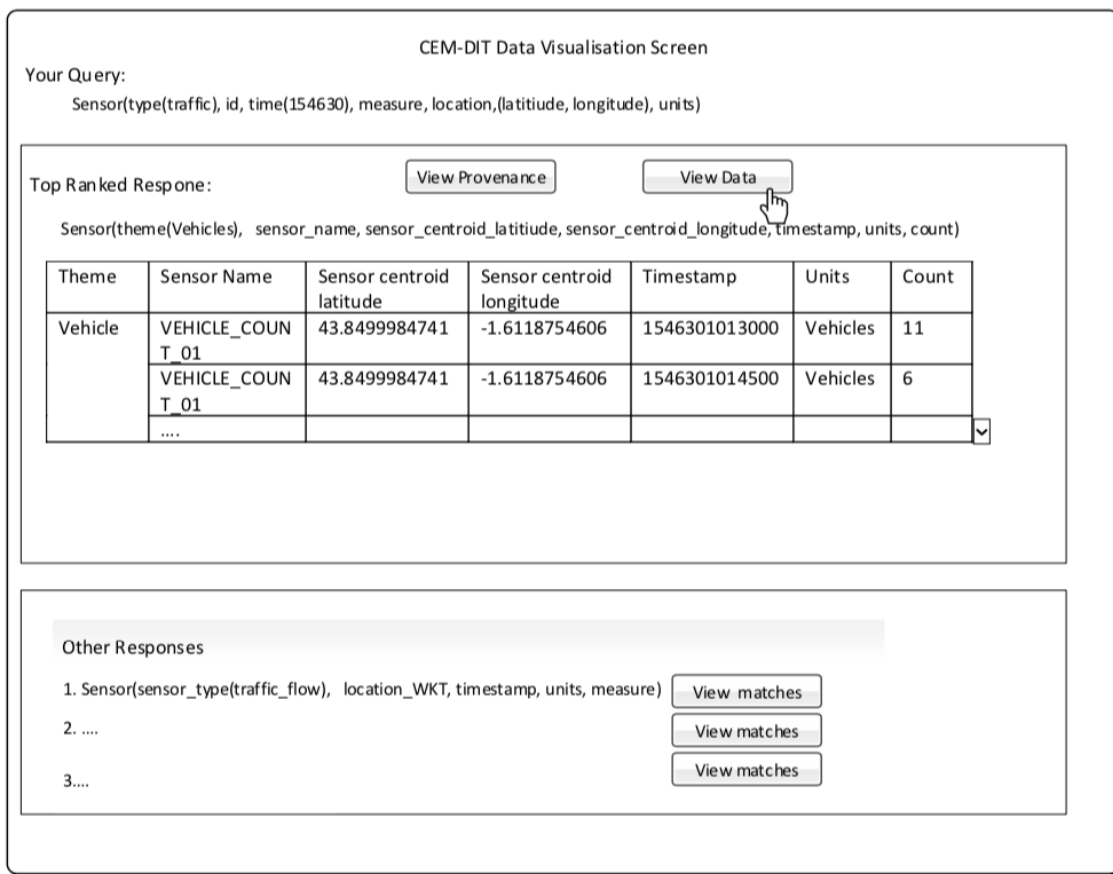 CEM-DIT Data Visualisation Screen
Your Query:
Sensor(type(traffic), id, time(154630), measure, location,(latitiude, longitude), units)
Top Ranked Respone:
View Provenance
View Data
Sensor(theme(Vehicles), sensor_name, sensor_centroid_latitiude, sensor_centroid_longitude, timestamp, units, count)
Theme Sensor Name Sensor centroid latitude Sensor centroid longitude Timestamp Units Count
Vehicle VEHICLE_COUNT_01 43.8499984741 -1.6118754606 1546301013000 Vehicles 11
VEHICLE_COUNT_01 43.8499984741 -1.6118754606 1546301014500 Vehicles 6
....
Other Responses
1. Sensor(sensor_type(traffic_flow), location_WKT, timestamp, units, measure) View matches
2. .... View matches
3.... View matches